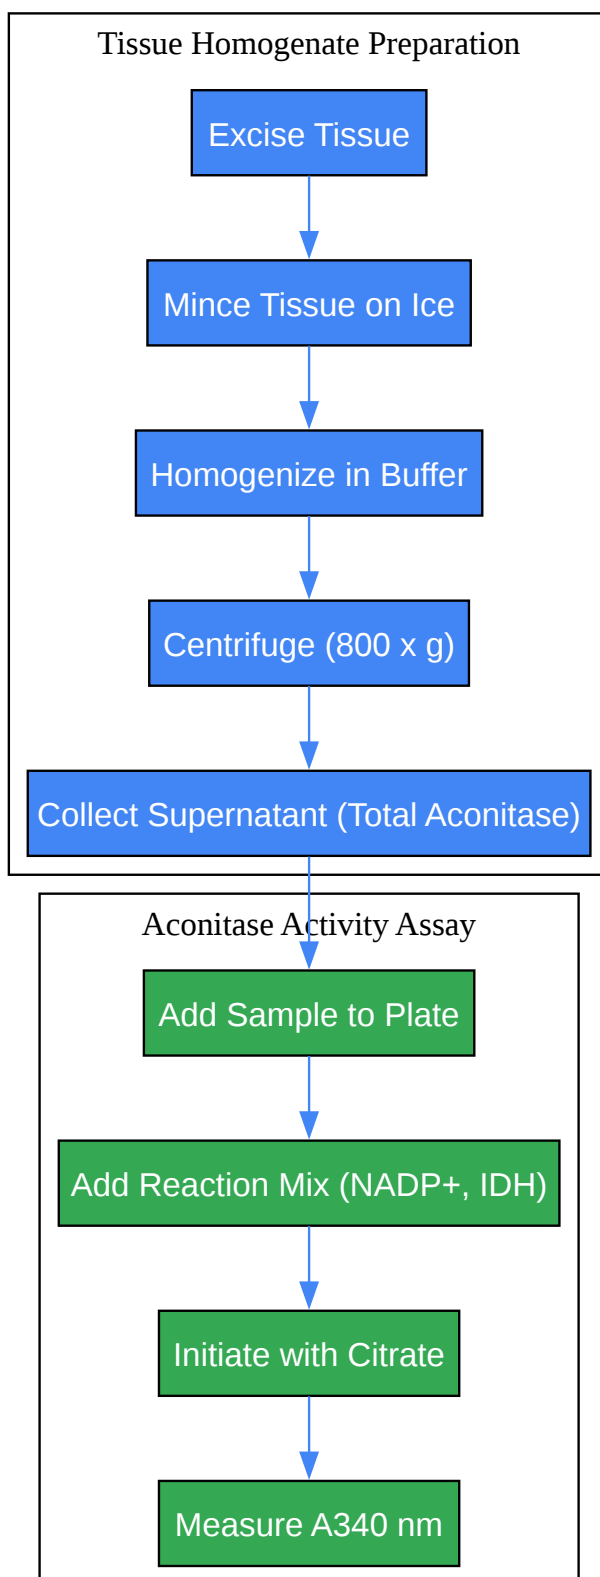 Tissue Homogenate Preparation
Excise Tissue
Mince Tissue on Ice
Homogenize in Buffer
Centrifuge (800 x g)
Collect Supernatant (Total Aconitase)
Aconitase Activity Assay
Add Sample to Plate
Add Reaction Mix (NADP+, IDH)
Initiate with Citrate
Measure A340 nm